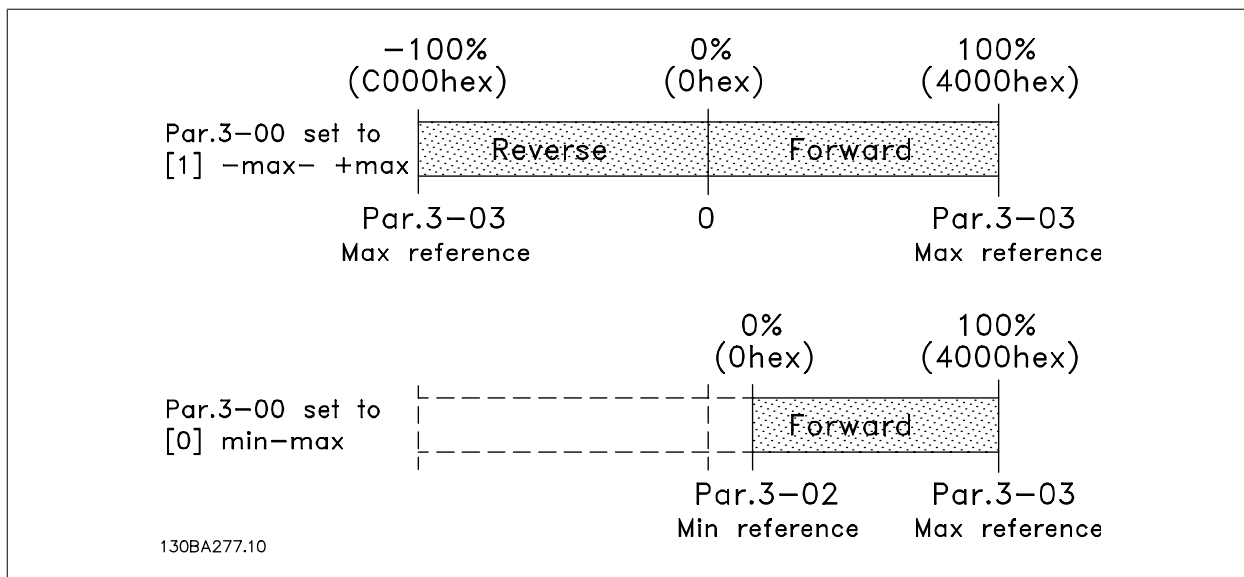 -100% 0% 100%
(C000hex) (0hex) (4000hex)
Par.3-00 set to
[1] -max- +max
Reverse Forward
Par.3-03 0 Par.3-03
Max reference Max reference
0% 100%
(0hex) (4000hex)
Par.3-00 set to
[0] min-max
Forward
Par.3-02 Par.3-03
Min reference Max reference
130BA277.10